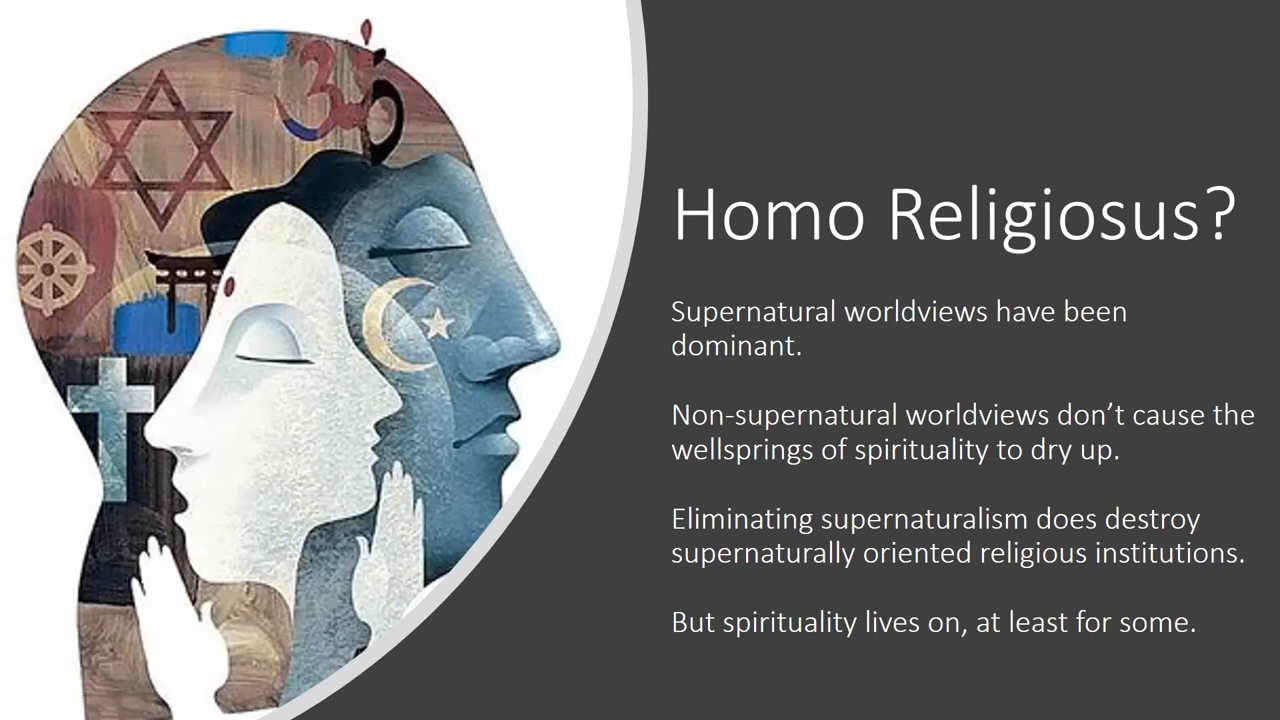 Homo Religiosus?
Supernatural worldviews have been
dominant.
Non-supernatural worldviews don’t cause the
wellsprings of spirituality to dry up.
Eliminating supernaturalism does destroy
supernaturally oriented religious institutions.
But spirituality lives on, at least for some.